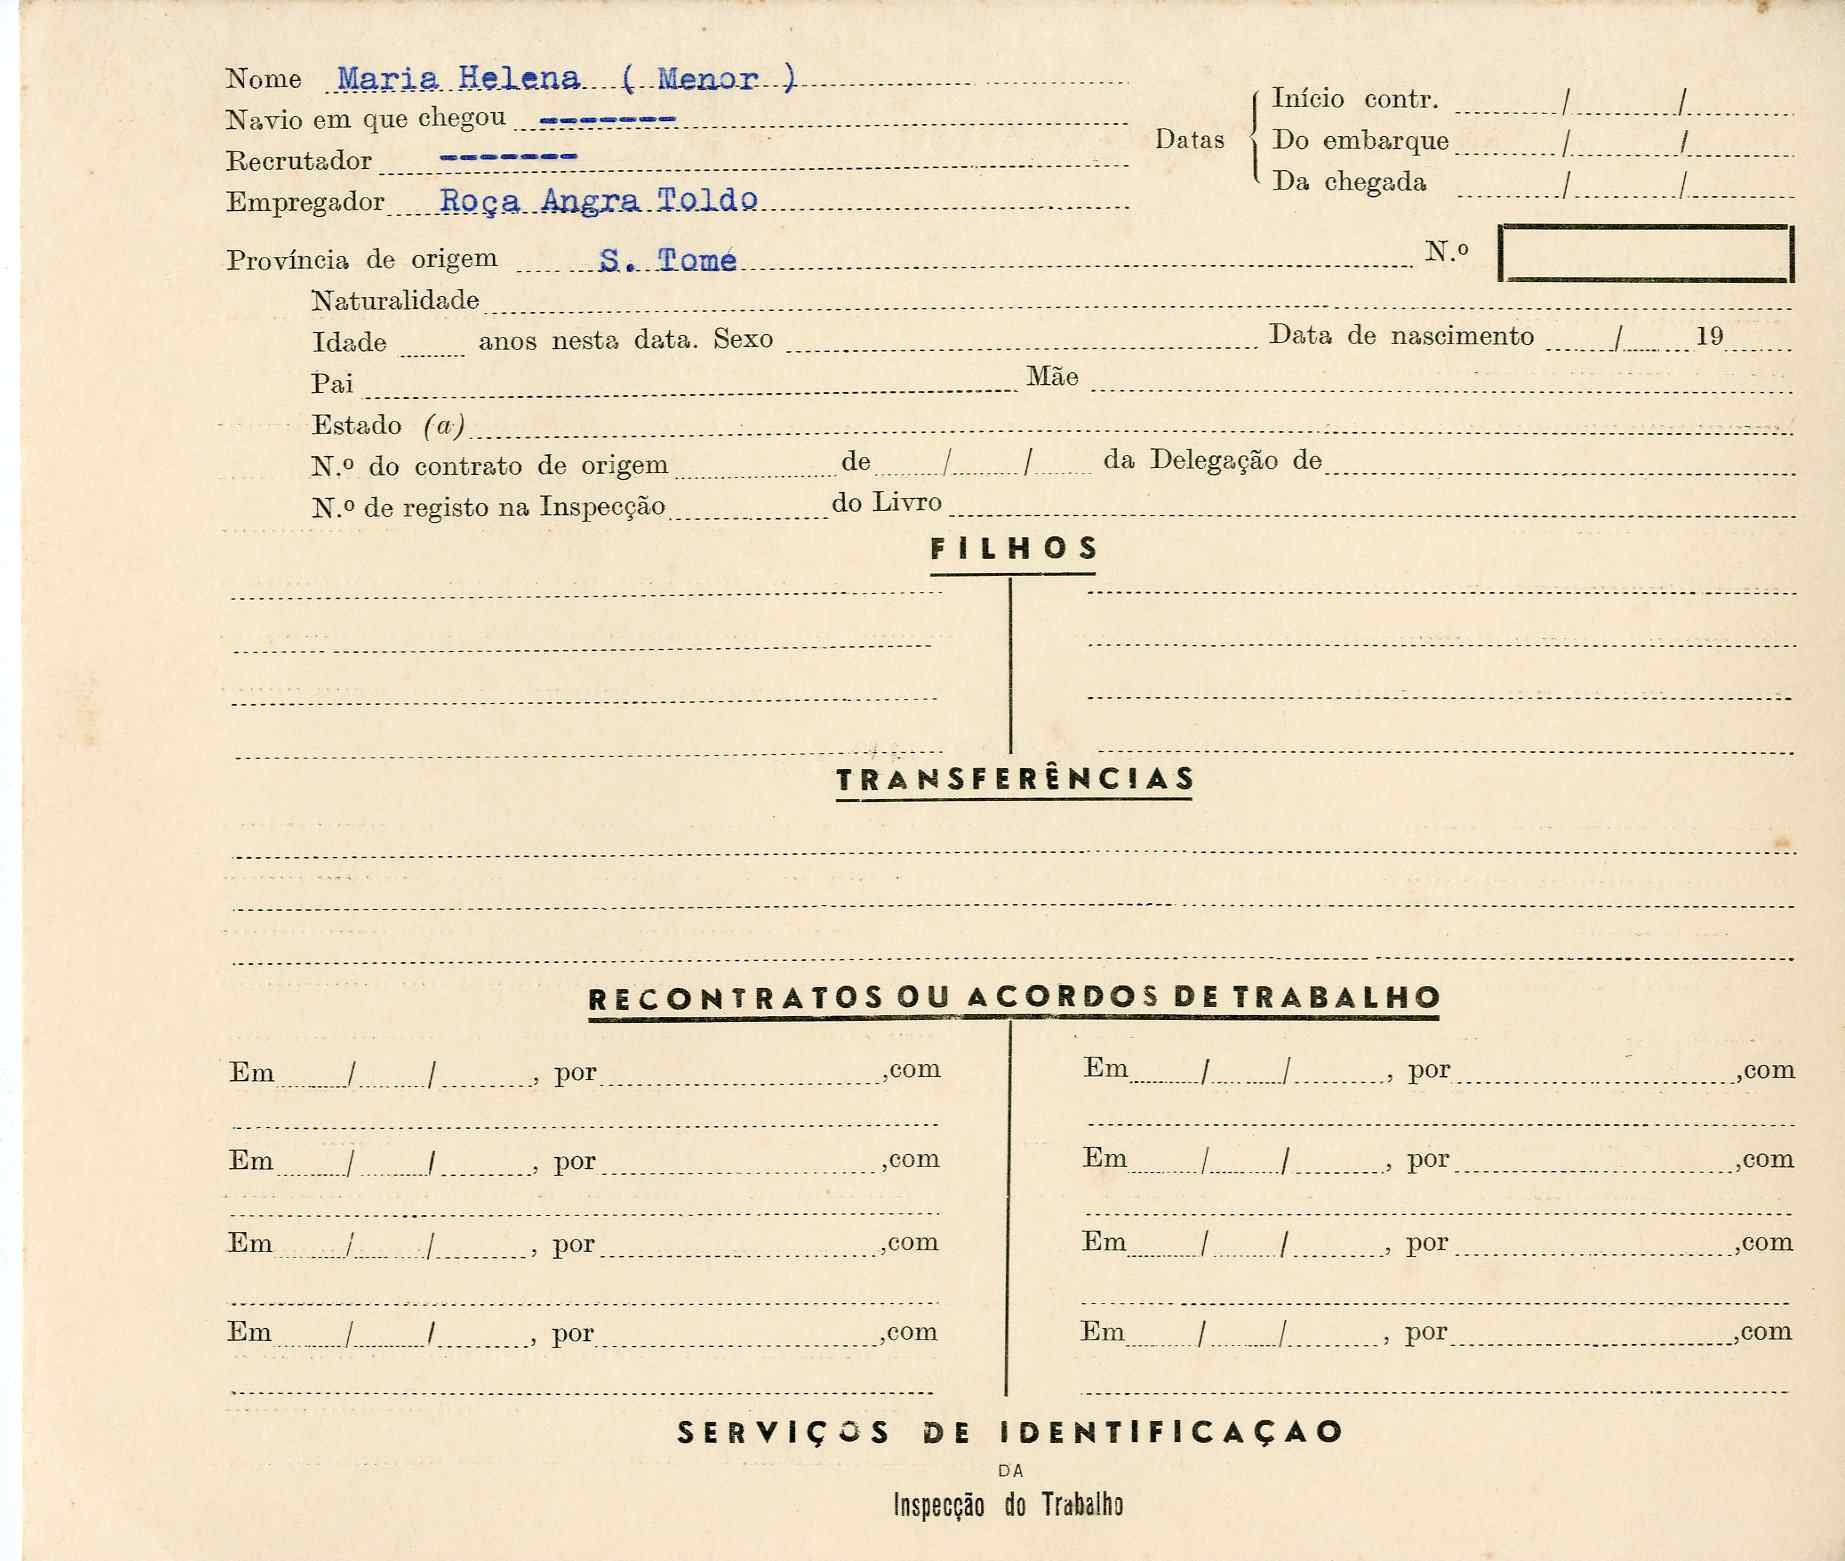 Nome Maria Helena ( Menor )
Navio em que chegou -------
Recrutador -------
Empregador Roça Angra Toldo
Datas
Início contr. / /
Do embarque / /
Da chegada / /
Província de origem S. Tomé N.º
Naturalidade
Idade anos nesta data. Sexo Data de nascimento / 19
Pai Mãe
Estado (a)
N.º do contrato de origem de / / da Delegação de
N.º de registo na Inspecção do Livro
FILHOS
TRANSFERÊNCIAS
RECONTRATOS OU ACORDOS DE TRABALHO
Em / / , por ,com Em / / , por ,com
Em / / , por ,com Em / / , por ,com
Em / / , por ,com Em / / , por ,com
Em / / , por ,com Em / / , por ,com
SERVIÇOS DE IDENTIFICAÇAO
DA
Inspecção do Trabalho